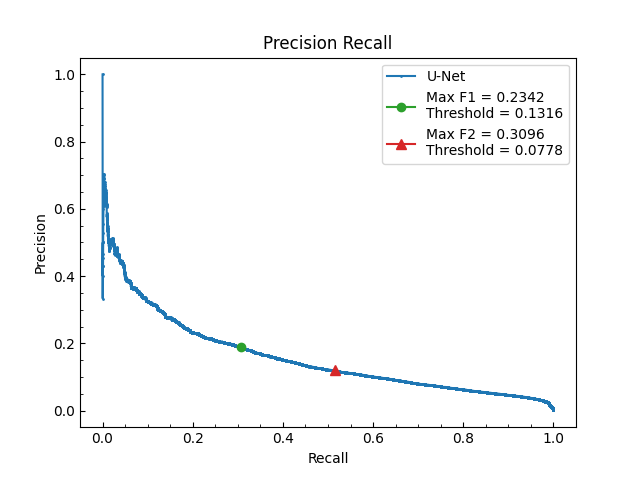 Precision Recall
U-Net
Max F1 = 0.2342
Threshold = 0.1316
Max F2 = 0.3096
Threshold = 0.0778
1.0
0.8
0.6
0.4
0.2
0.0
Precision
0.0 0.2 0.4 0.6 0.8 1.0
Recall